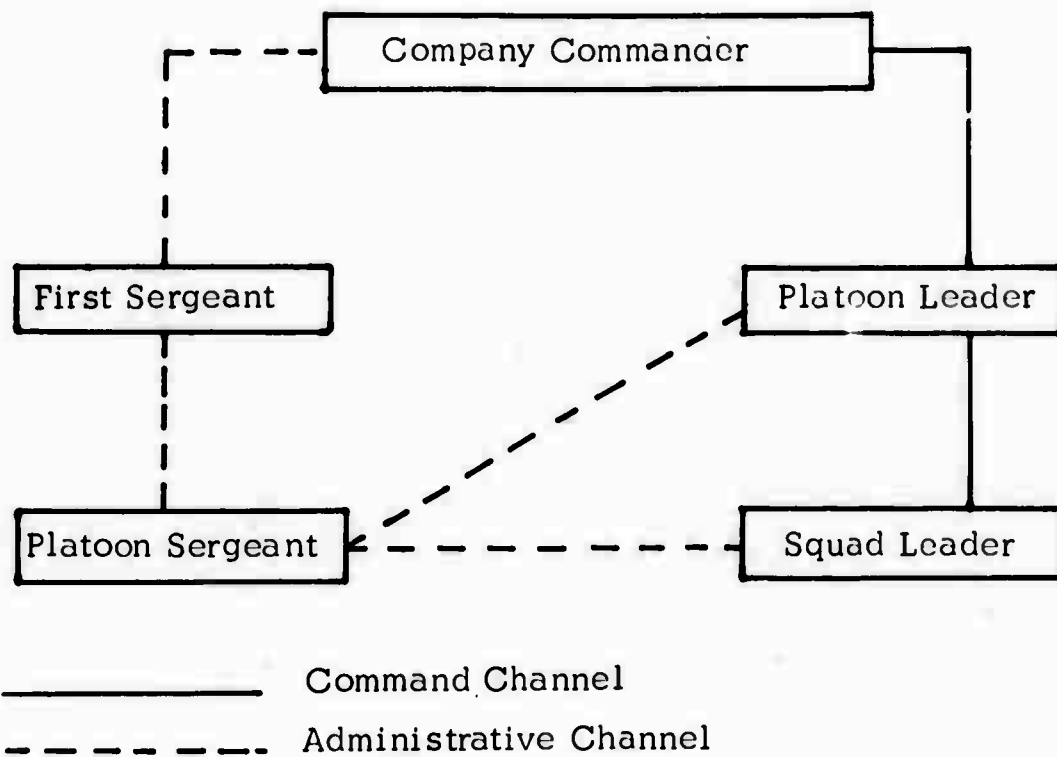 Company Commander
First Sergeant
Platoon Leader
Platoon Sergeant
Squad Leader
Command Channel
Administrative Channel